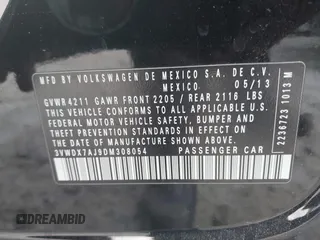 MFD BY VOLKSWAGEN DE MEXICO S.A. DE C.V.
MEXICO 05/13
GVWR 4211 GAWR FRONT 2205 / REAR 2116 LBS
THIS VEHICLE CONFORMS TO ALL APPLICABLE U.S.
FEDERAL MOTOR VEHICLE SAFETY, BUMPER,
AND THEFT PREVENTION STANDARDS IN EFFECT
ON THE DATE OF MANUFACTURE SHOWN ABOVE.
3VWDX7AJ9DM308054 PASSENGER CAR
2236723 1013 M
IDEAUTOBID